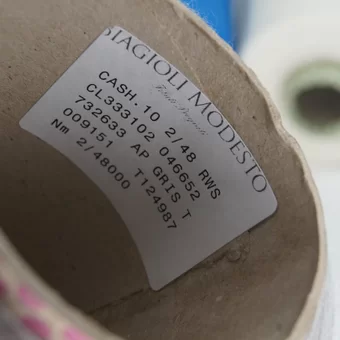 BIAGIOLI MODESTO
CASH.10 2/48 RWS
CL333102 046652
732633 AP GRIS T
009151 T124987
Nm 2/48000